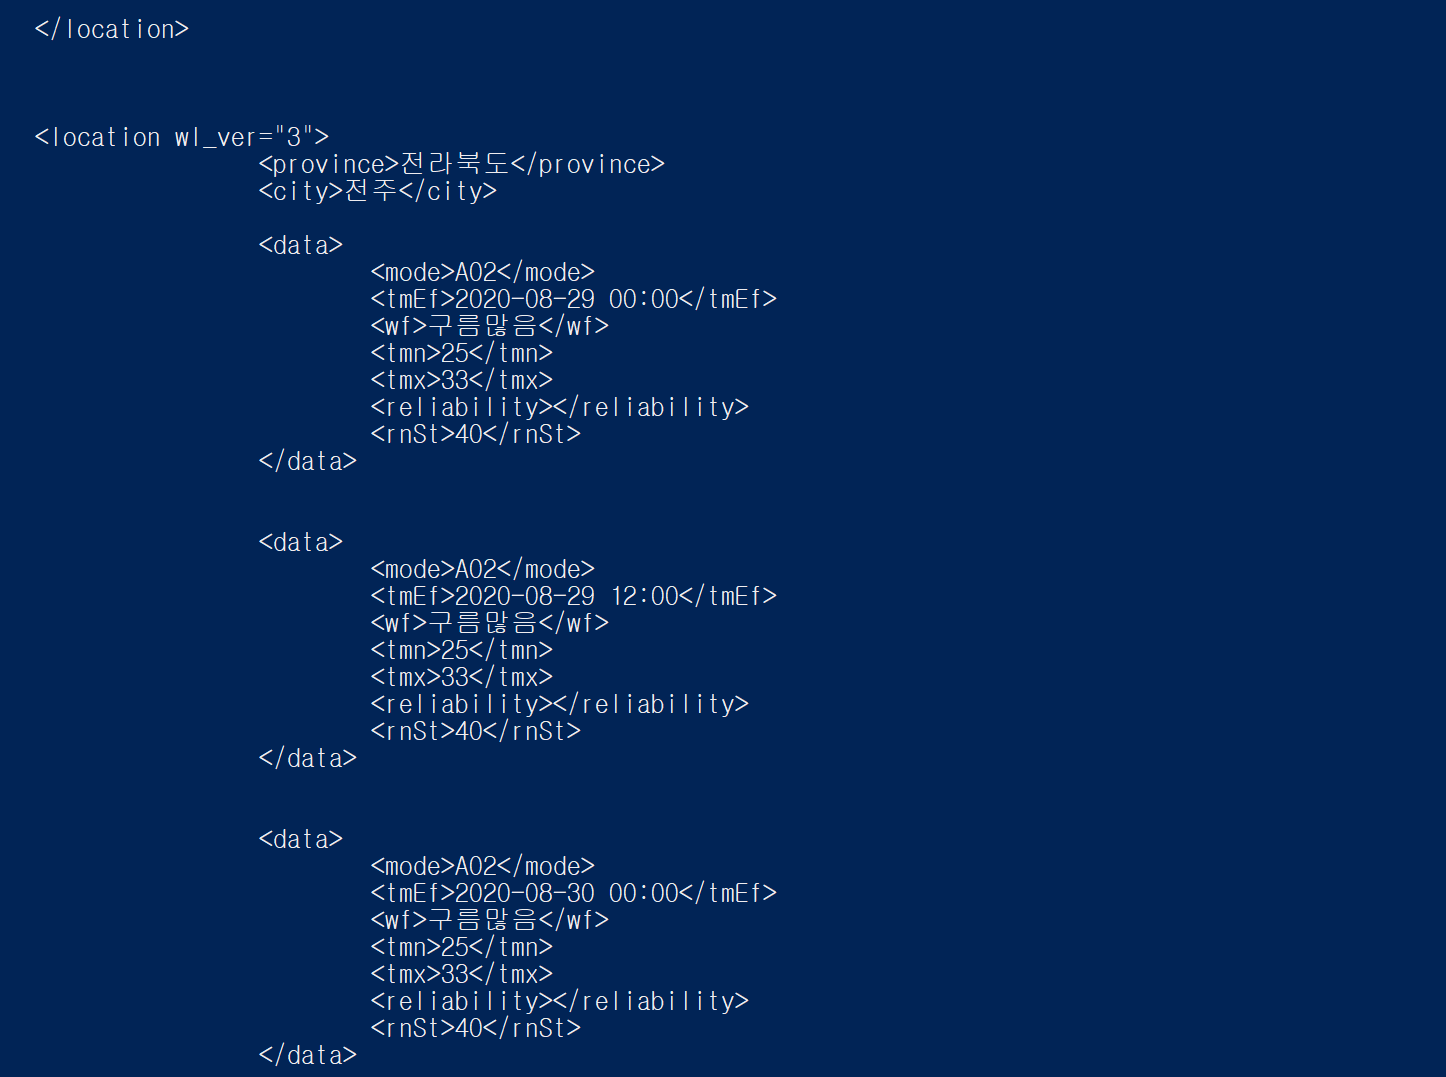 </location>
<location wl_ver="3">
<province>전라북도</province>
<city>전주</city>
<data>
<mode>A02</mode>
<tmEf>2020-08-29 00:00</tmEf>
<wf>구름많음</wf>
<tmn>25</tmn>
<tmx>33</tmx>
<reliability></reliability>
<rnSt>40</rnSt>
</data>
<data>
<mode>A02</mode>
<tmEf>2020-08-29 12:00</tmEf>
<wf>구름많음</wf>
<tmn>25</tmn>
<tmx>33</tmx>
<reliability></reliability>
<rnSt>40</rnSt>
</data>
<data>
<mode>A02</mode>
<tmEf>2020-08-30 00:00</tmEf>
<wf>구름많음</wf>
<tmn>25</tmn>
<tmx>33</tmx>
<reliability></reliability>
<rnSt>40</rnSt>
</data>